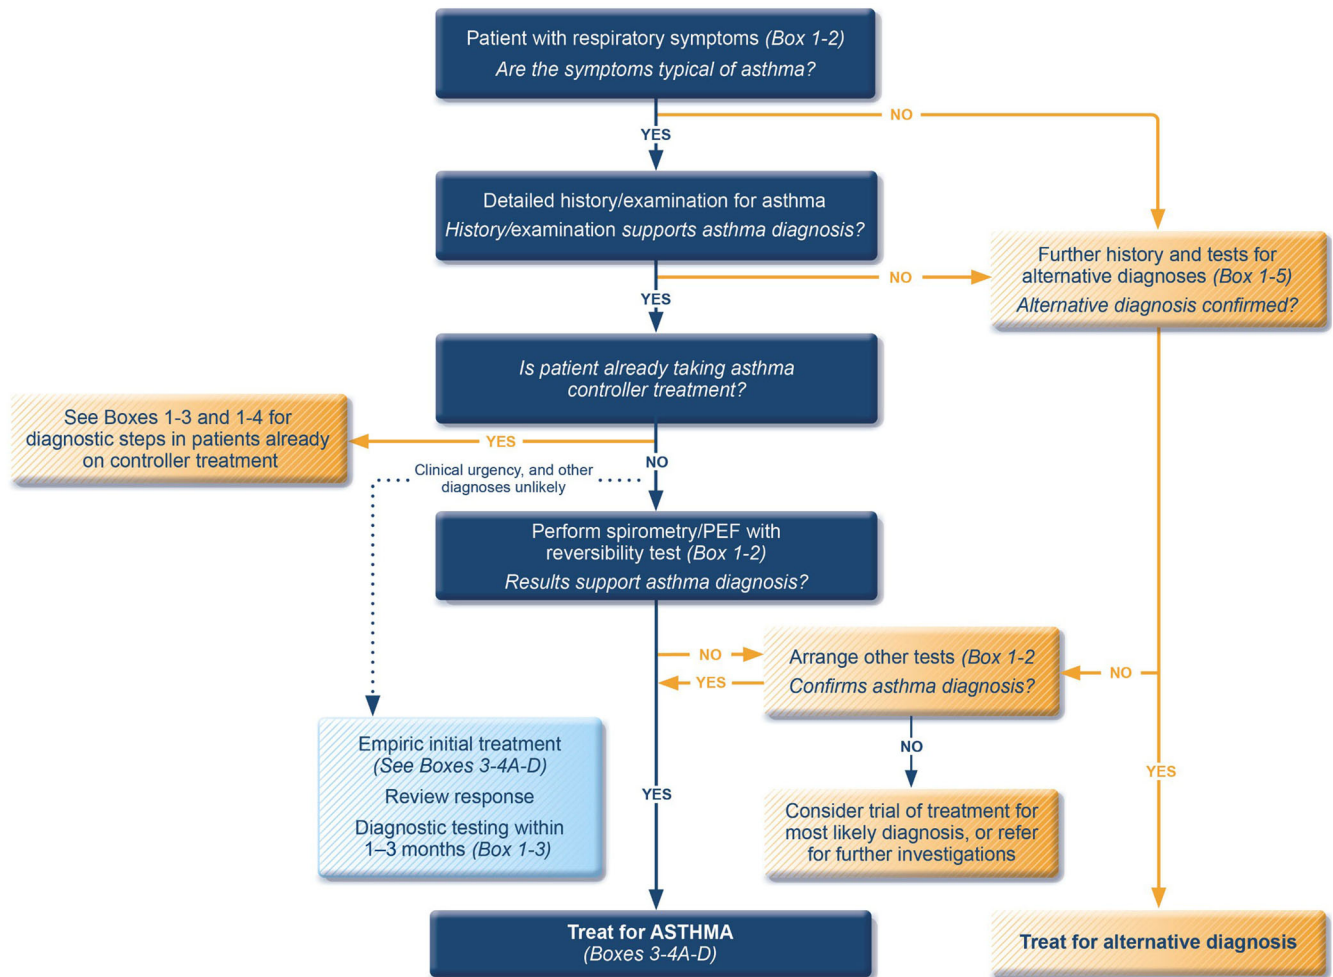 Patient with respiratory symptoms (Box 1-2)
Are the symptoms typical of asthma?
NO
YES
Detailed history/examination for asthma
History/examination supports asthma diagnosis?
Further history and tests for
alternative diagnoses (Box 1-5)
Alternative diagnosis confirmed?
NO
YES
Is patient already taking asthma
controller treatment?
See Boxes 1-3 and 1-4 for
diagnostic steps in patients already
on controller treatment
YES
NO
Clinical urgency, and other
diagnoses unlikely
Perform spirometry/PEF with
reversibility test (Box 1-2)
Results support asthma diagnosis?
NO
YES
Arrange other tests (Box 1-2
Confirms asthma diagnosis?
NO
NO
YES
YES
Empiric initial treatment
(See Boxes 3-4A-D)
Review response
Diagnostic testing within
1–3 months (Box 1-3)
Consider trial of treatment for
most likely diagnosis, or refer
for further investigations
Treat for ASTHMA
(Boxes 3-4A-D)
Treat for alternative diagnosis